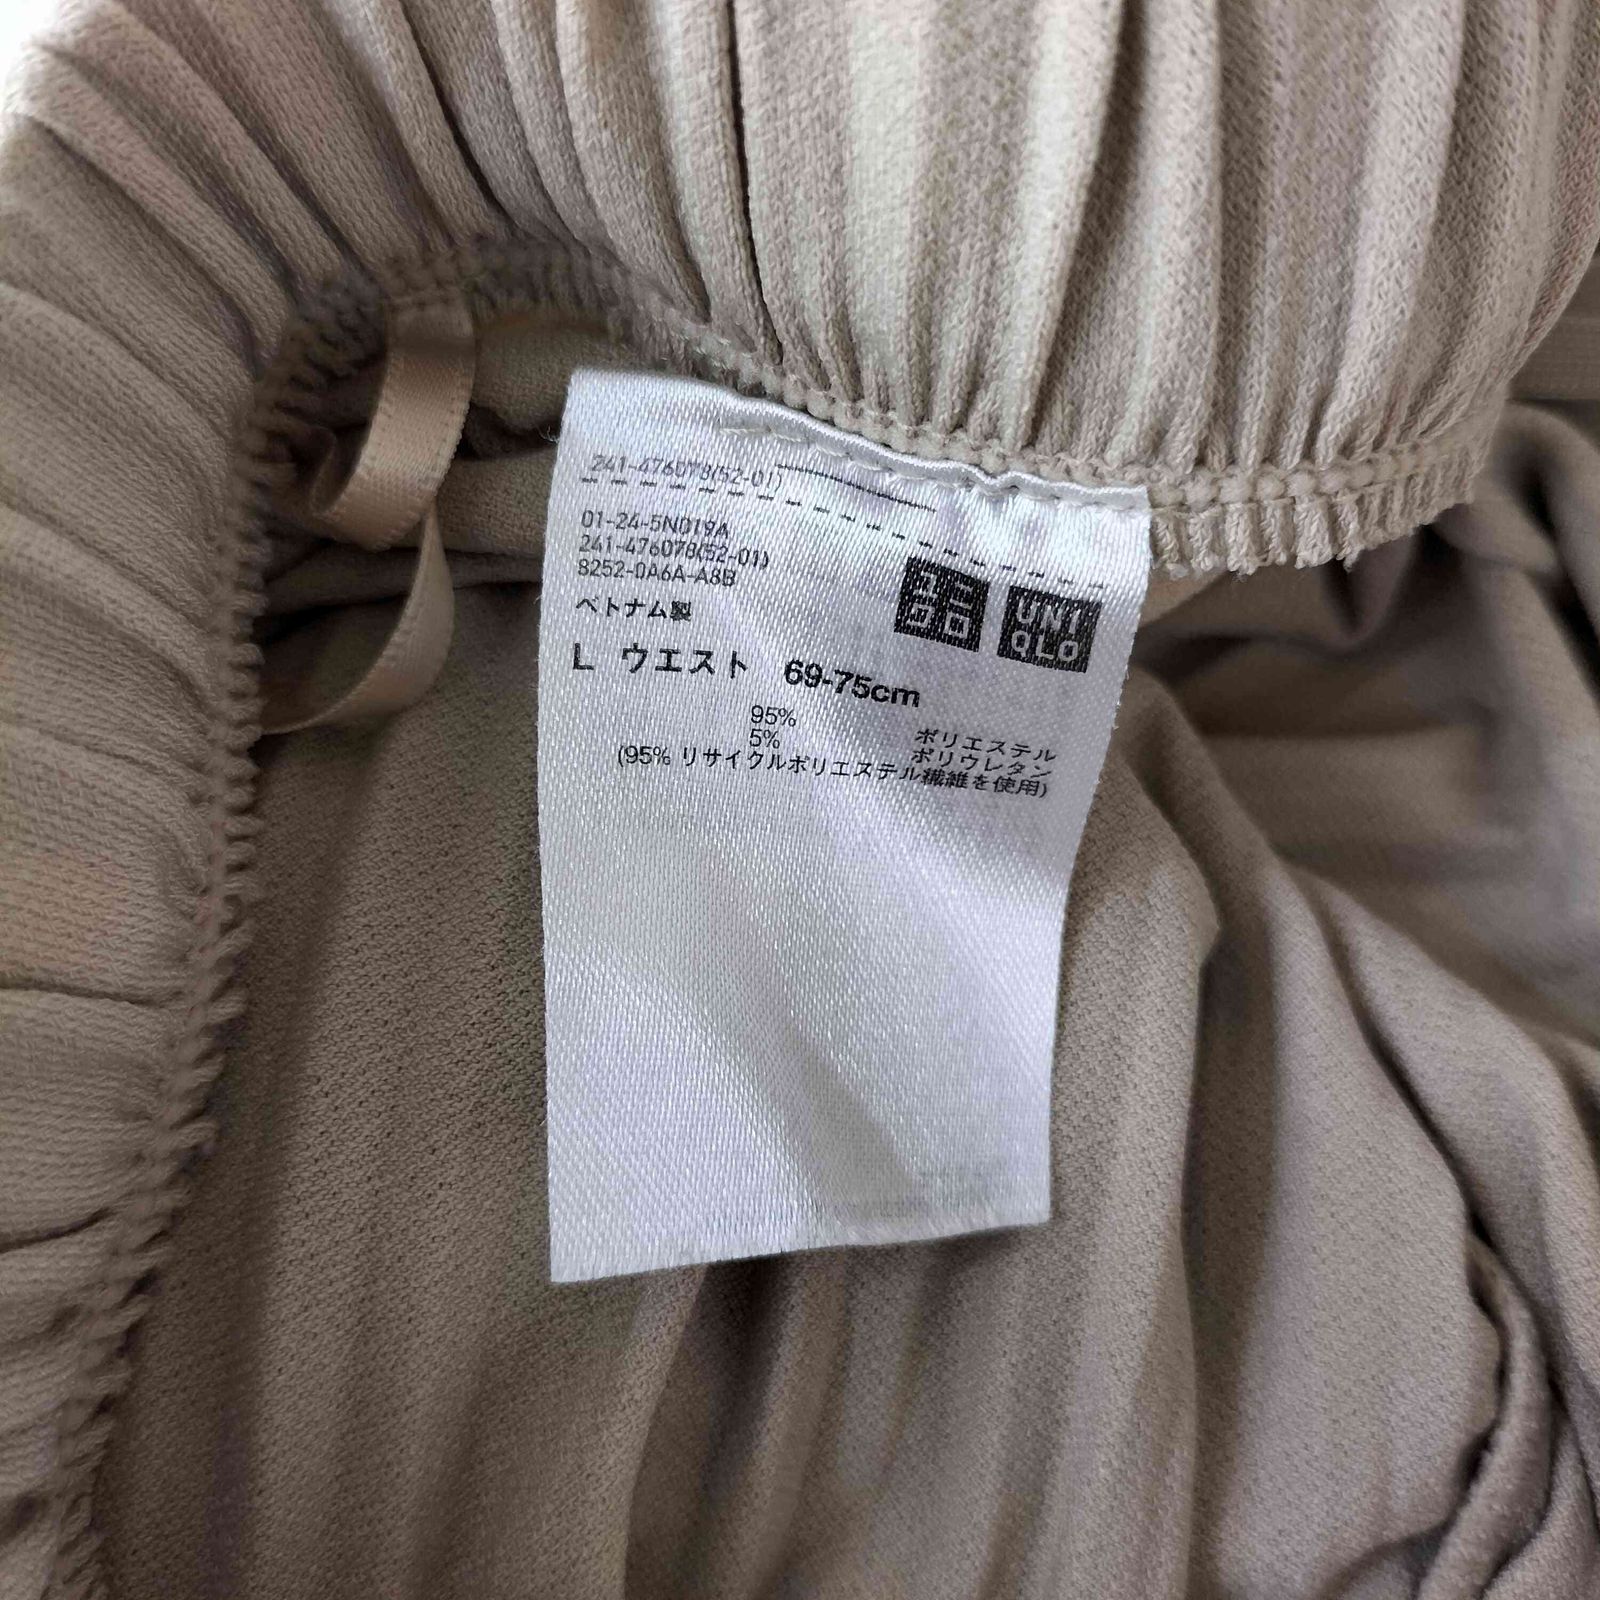 241-476078(52-01)
01-24-5N019A
241-476078(52-01)
8252-0A6A-A8B
ベトナム製
ユニ
クロ
UNI
QLO
L ウエスト 69-75cm
95% ポリエステル
5% ポリウレタン
(95% リサイクルポリエステル繊維を使用)